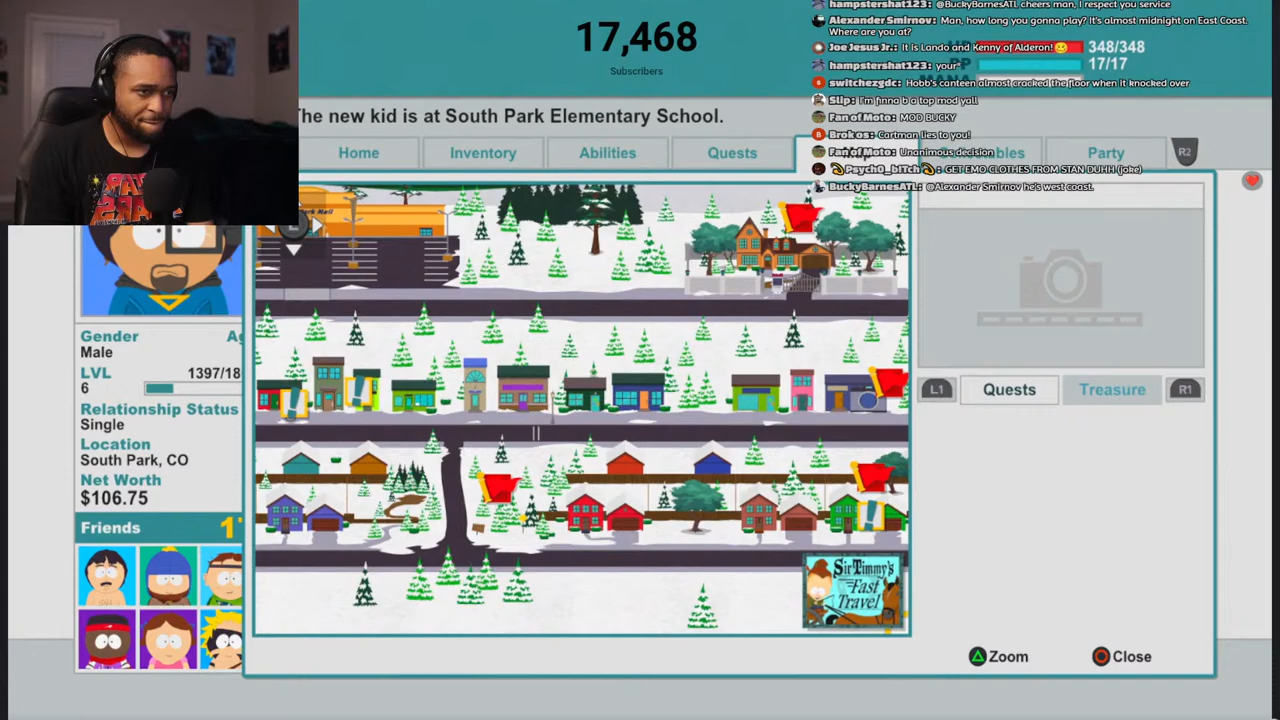 hampstershat123: @BuckyBarnesATL cheers man, I respect you service
Alexander Smirnov: Man, how long you gonna play? It's almost midnight on East Coast.
Where are you at?
Joe Jesus Jr.: It is Lando and Kenny of Alderon!
hampstershat123: your*
switchezgdc: Hobb's canteen almost cracked the floor when it knocked over
Slip: I'm finna b a top mod yall
Fan of Moto: MOD BUCKY
Brok os: Cartman lies to you!
Fan of Moto: Unanimous decision
Psych0_b!Tch: GET EMO CLOTHES FROM STAN DUHH (joke)
BuckyBarnesATL: @Alexander Smirnov he's west coast.
17,468
Subscribers
348/348
17/17
The new kid is at South Park Elementary School.
Home
Inventory
Abilities
Quests
Party
R2
Gender
Male
LVL
6
1397/18
Relationship Status
Single
Location
South Park, CO
Net Worth
$106.75
Friends
L1
Quests
Treasure
R1
Sir Timmy's
Fast
Travel
Zoom
Close